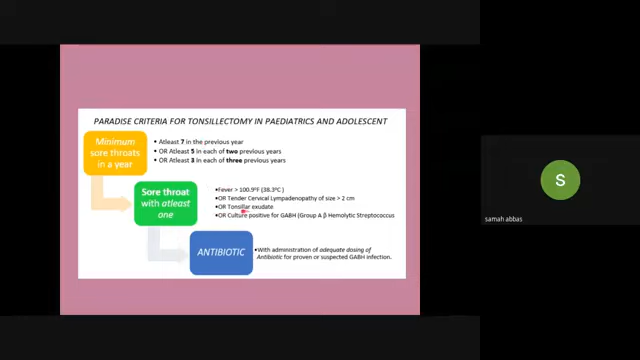 PARADISE CRITERIA FOR TONSILLECTOMY IN PAEDIATRICS AND ADOLESCENT
Minimum
sore throats
in a year
• Atleast 7 in the previous year
• OR Atleast 5 in each of two previous years
• OR Atleast 3 in each of three previous years
Sore throat
with atleast
one
• Fever > 100.9⁰F (38.3⁰C)
• OR Tender Cervical Lympadenopathy of size > 2 cm
• OR Tonsillar exudate
• OR Culture positive for GABH (Group A β Hemolytic Streptococcus
ANTIBIOTIC
• With adminnstration of adequate dosing of
Antibiotic for proven or suspected GABH infection.
S
samah abbas